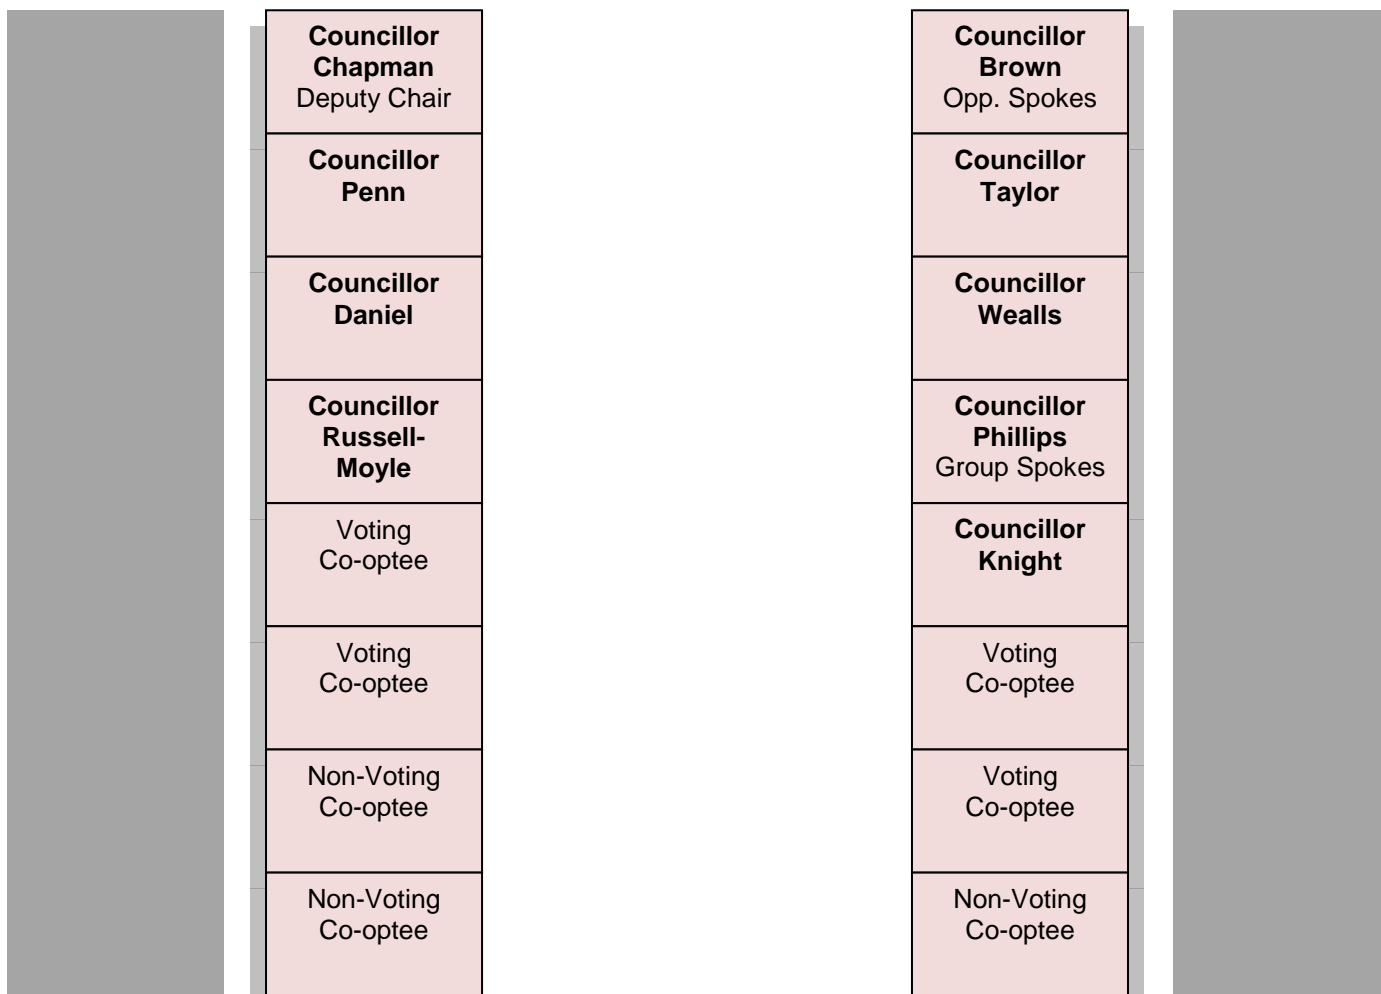 Councillor
Chapman
Deputy Chair
Councillor
Penn
Councillor
Daniel
Councillor
Russell-
Moyle
Voting
Co-optee
Voting
Co-optee
Non-Voting
Co-optee
Non-Voting
Co-optee
Councillor
Brown
Opp. Spokes
Councillor
Taylor
Councillor
Wealls
Councillor
Phillips
Group Spokes
Councillor
Knight
Voting
Co-optee
Voting
Co-optee
Non-Voting
Co-optee